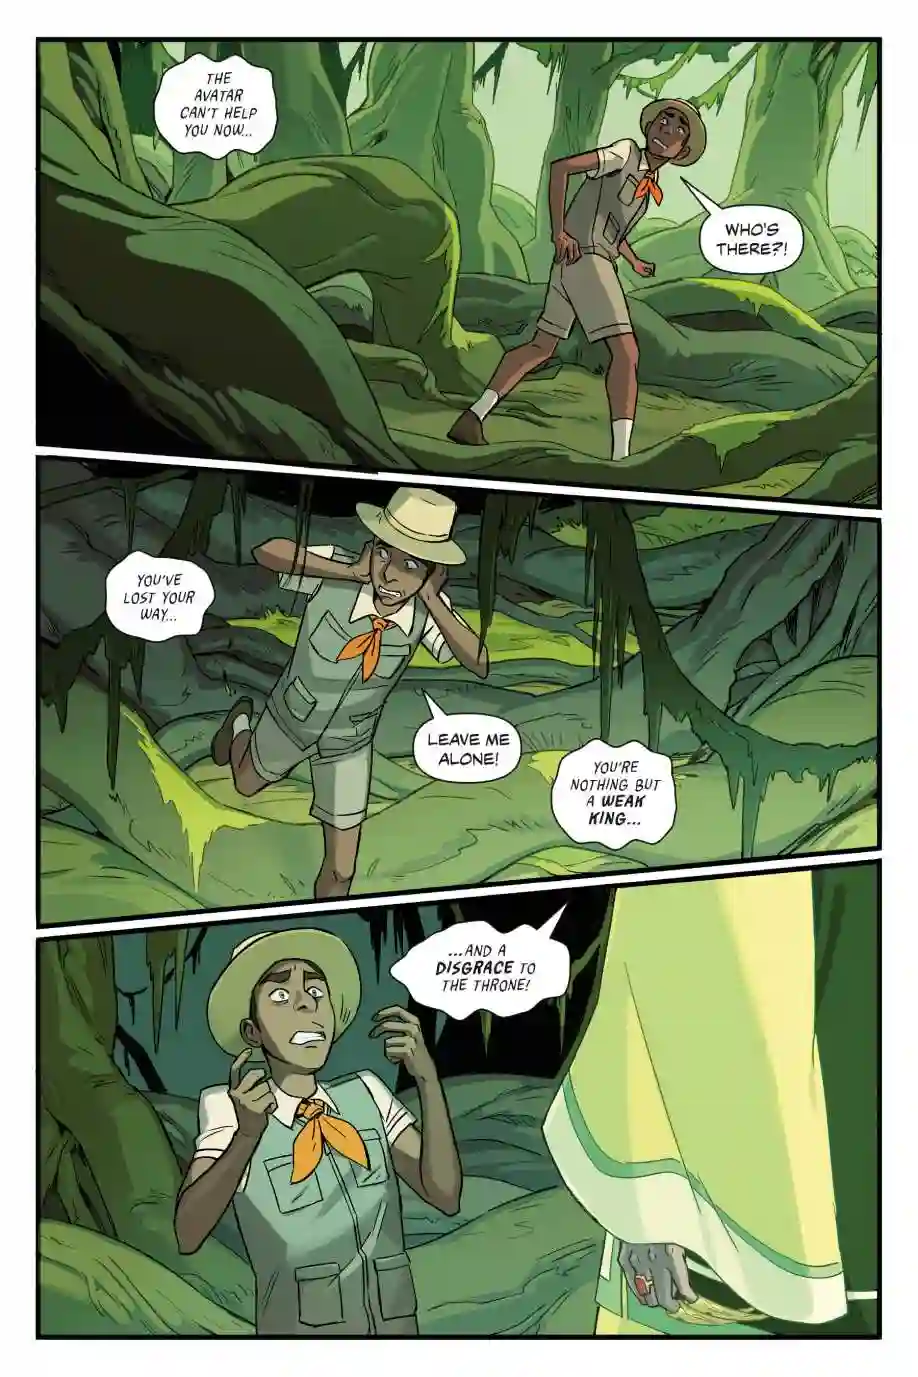 THE
AVATAR
CAN'T HELP
YOU NOW...
WHO'S
THERE?!
YOU'VE
LOST YOUR
WAY...
LEAVE ME
ALONE!
YOU'RE
NOTHING BUT
A WEAK
KING...
...AND A
DISGRACE TO
THE THRONE!